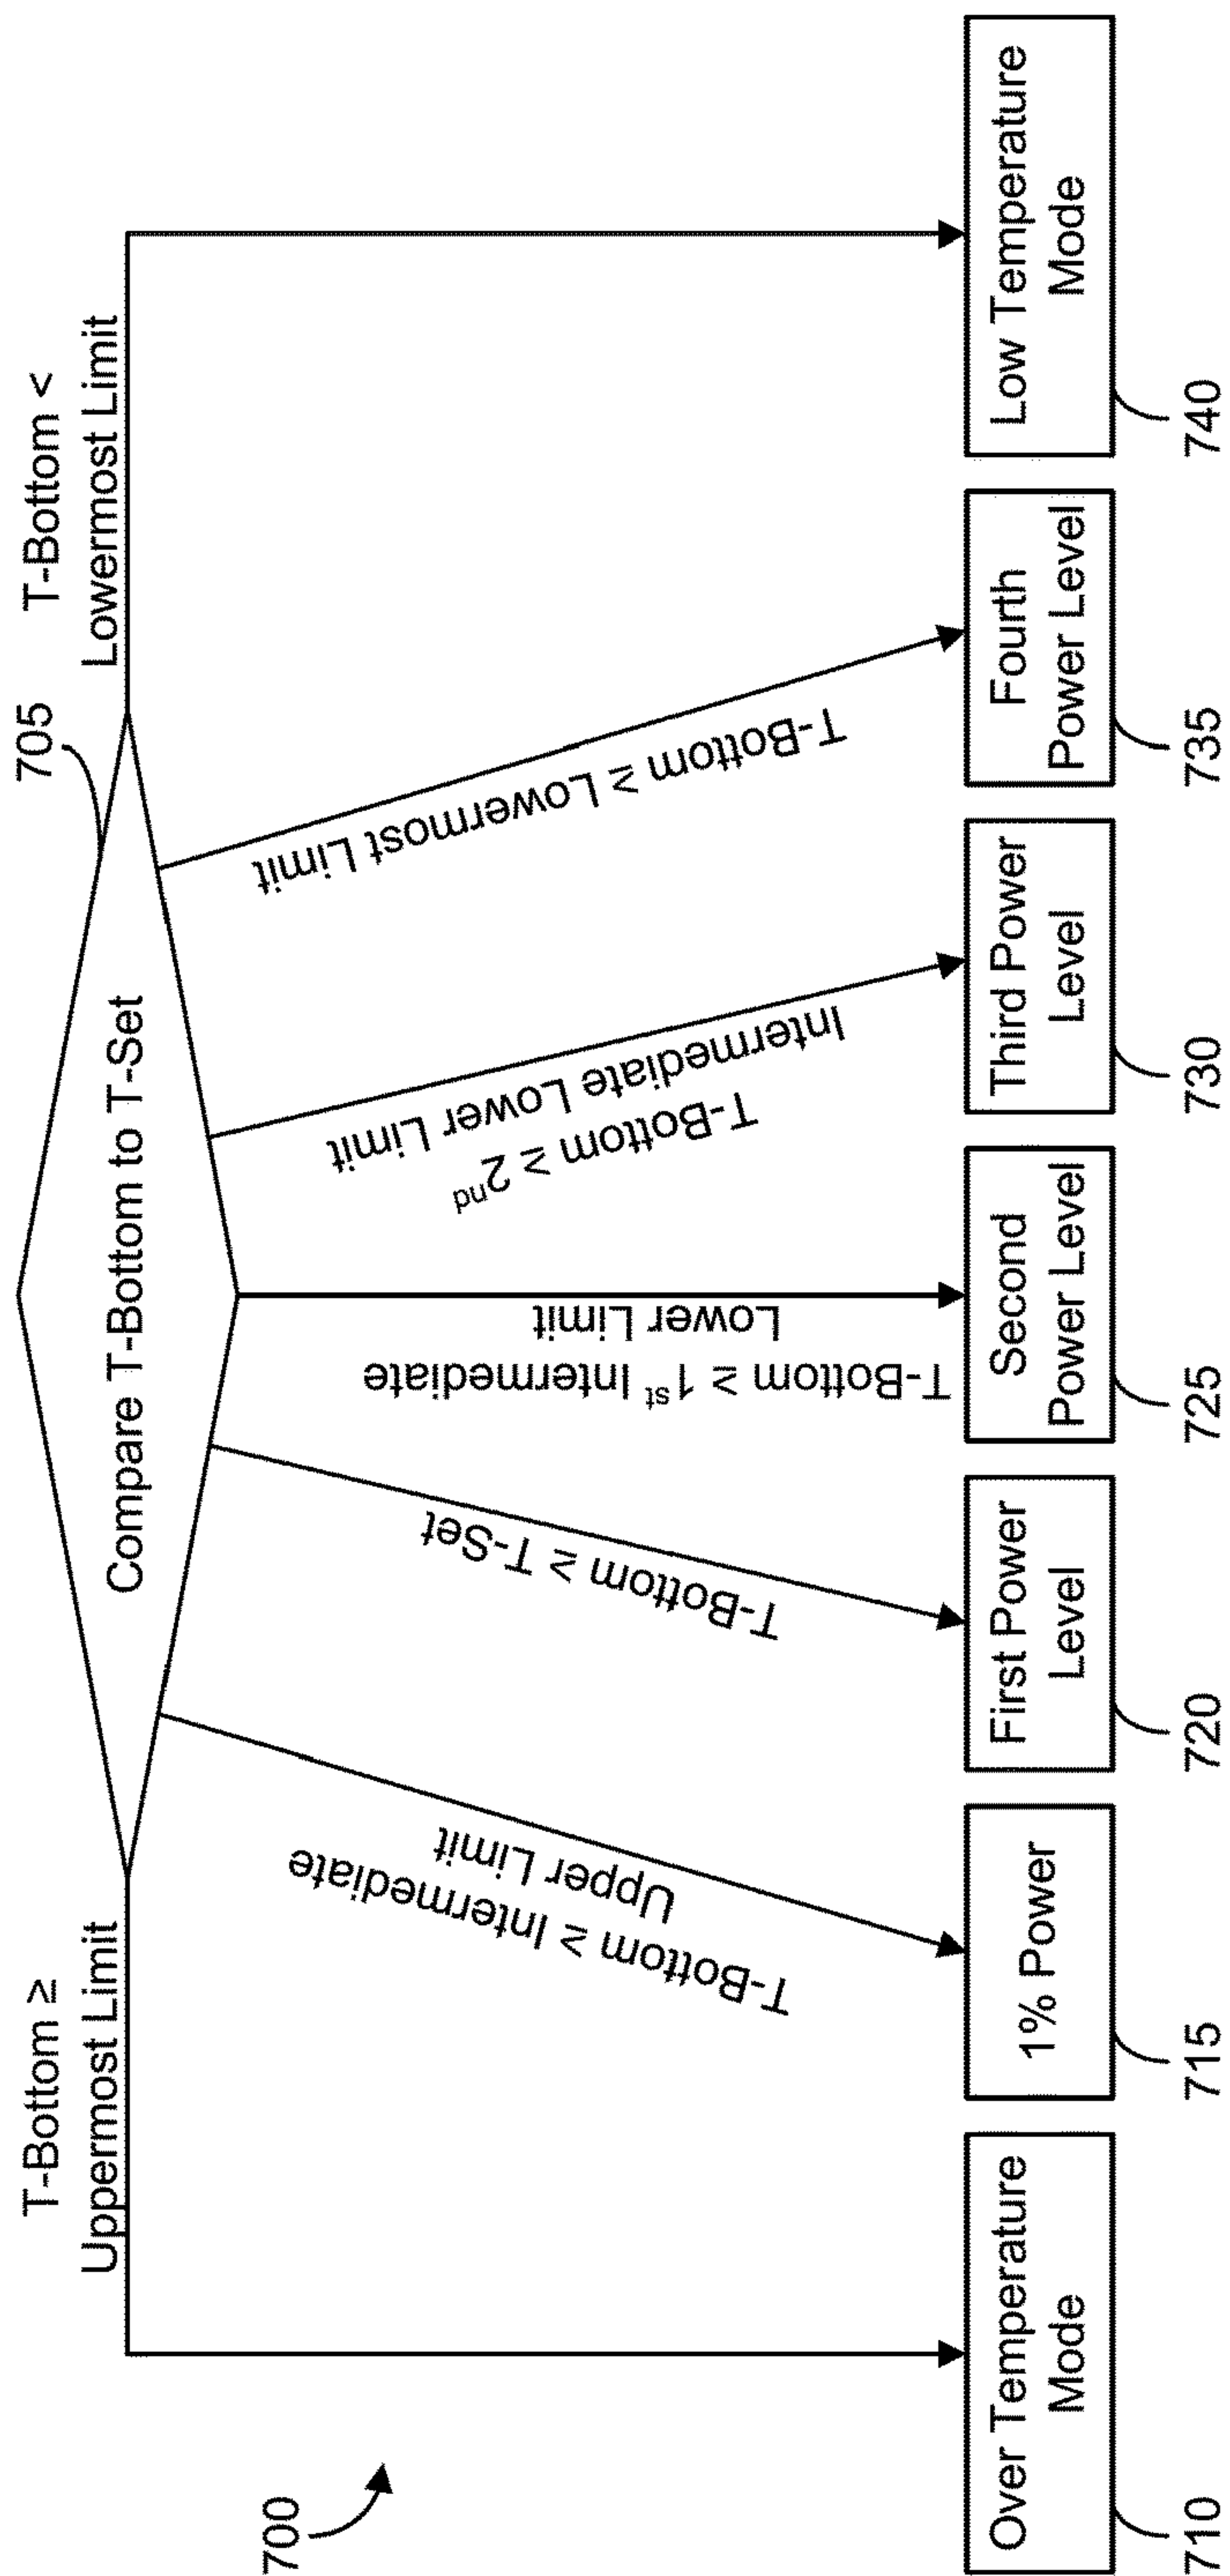 700
T-Bottom ≥
Uppermost Limit
Compare T-Bottom to T-Set
705
T-Bottom <
Lowermost Limit
T-Bottom ≥ Intermediate
Upper Limit
T-Bottom ≥ T-Set
T-Bottom ≥ 1st Intermediate
Lower Limit
T-Bottom ≥ 2nd
Intermediate Lower Limit
T-Bottom ≥ Lowermost Limit
Over Temperature
Mode
710
1% Power
715
First Power
Level
720
Second
Power Level
725
Third Power
Level
730
Fourth
Power Level
735
Low Temperature
Mode
740